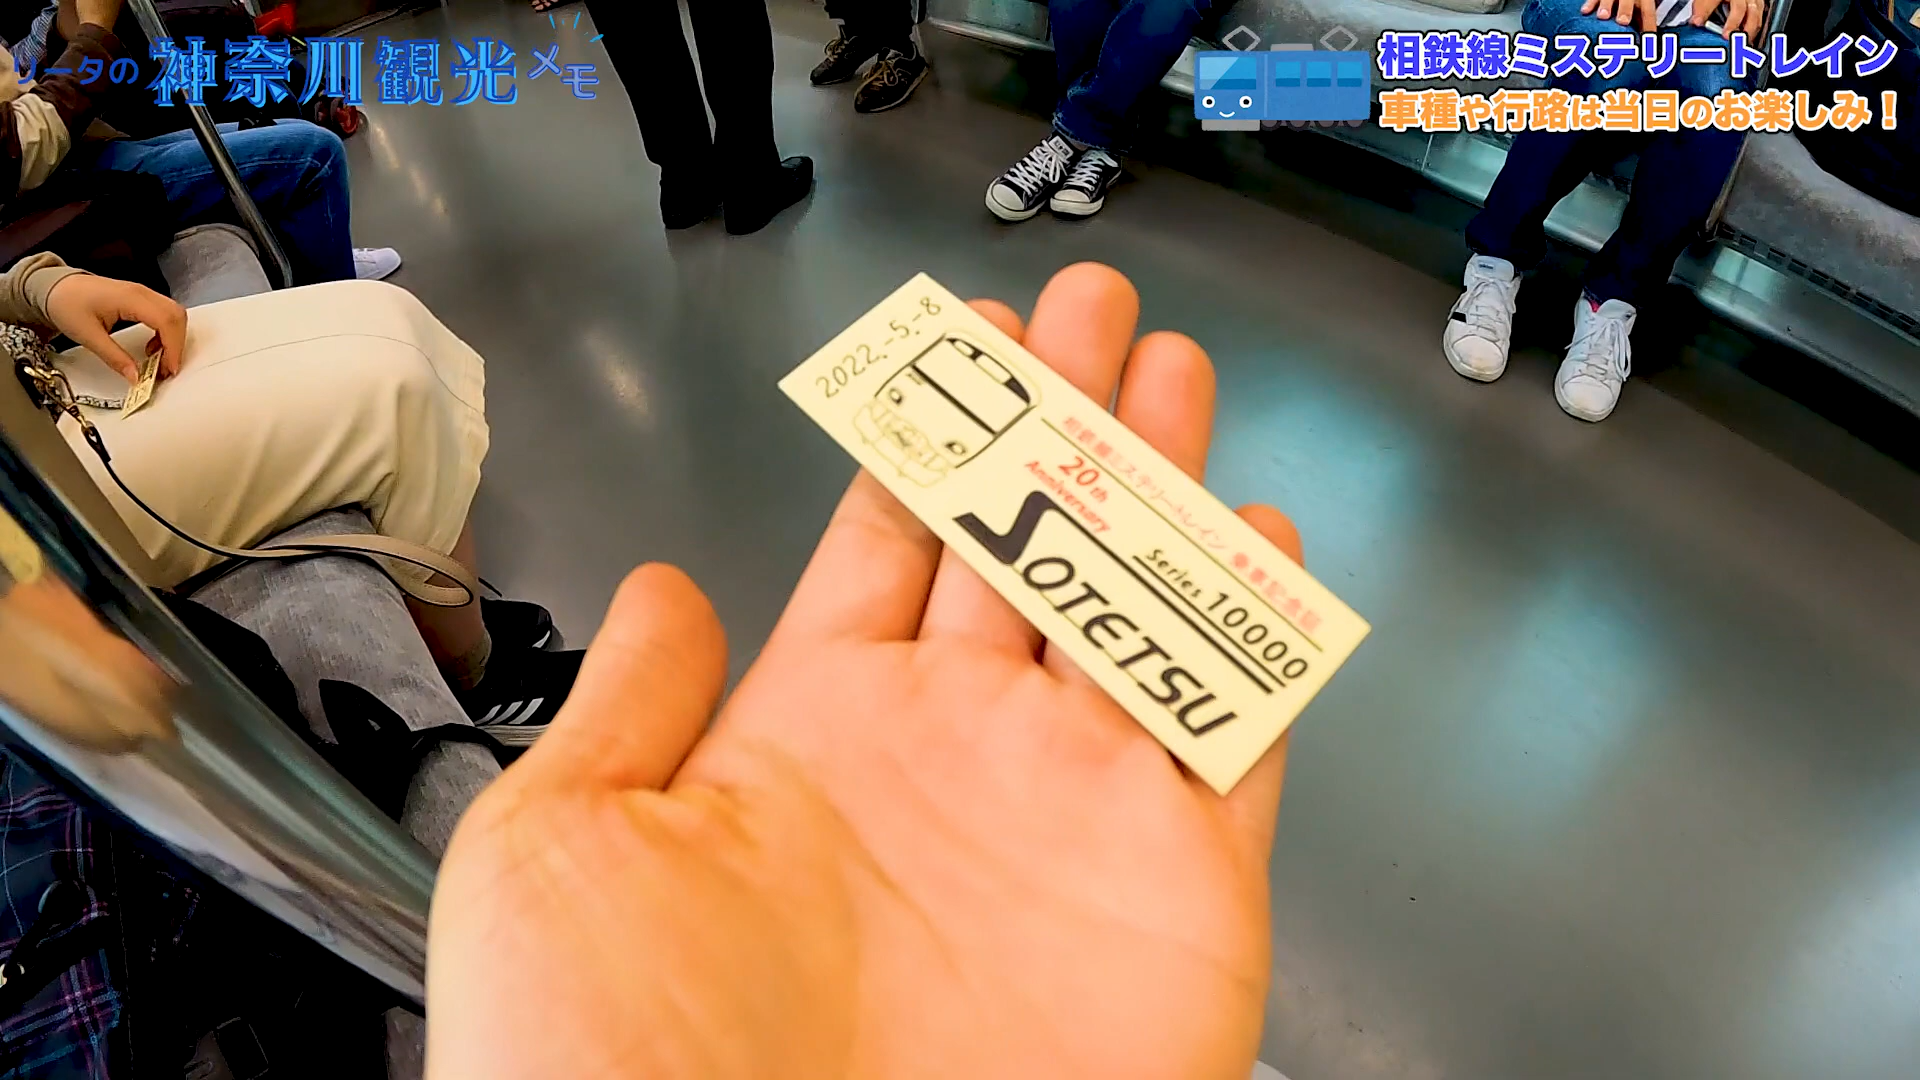 リータの神奈川観光メモ
相鉄線ミステリートレイン
車種や行路は当日のお楽しみ！
2022.-5.-8
相鉄線ミステリートレイン 乗車記念証
20th
Anniversary
Series 10000
SOTETSU